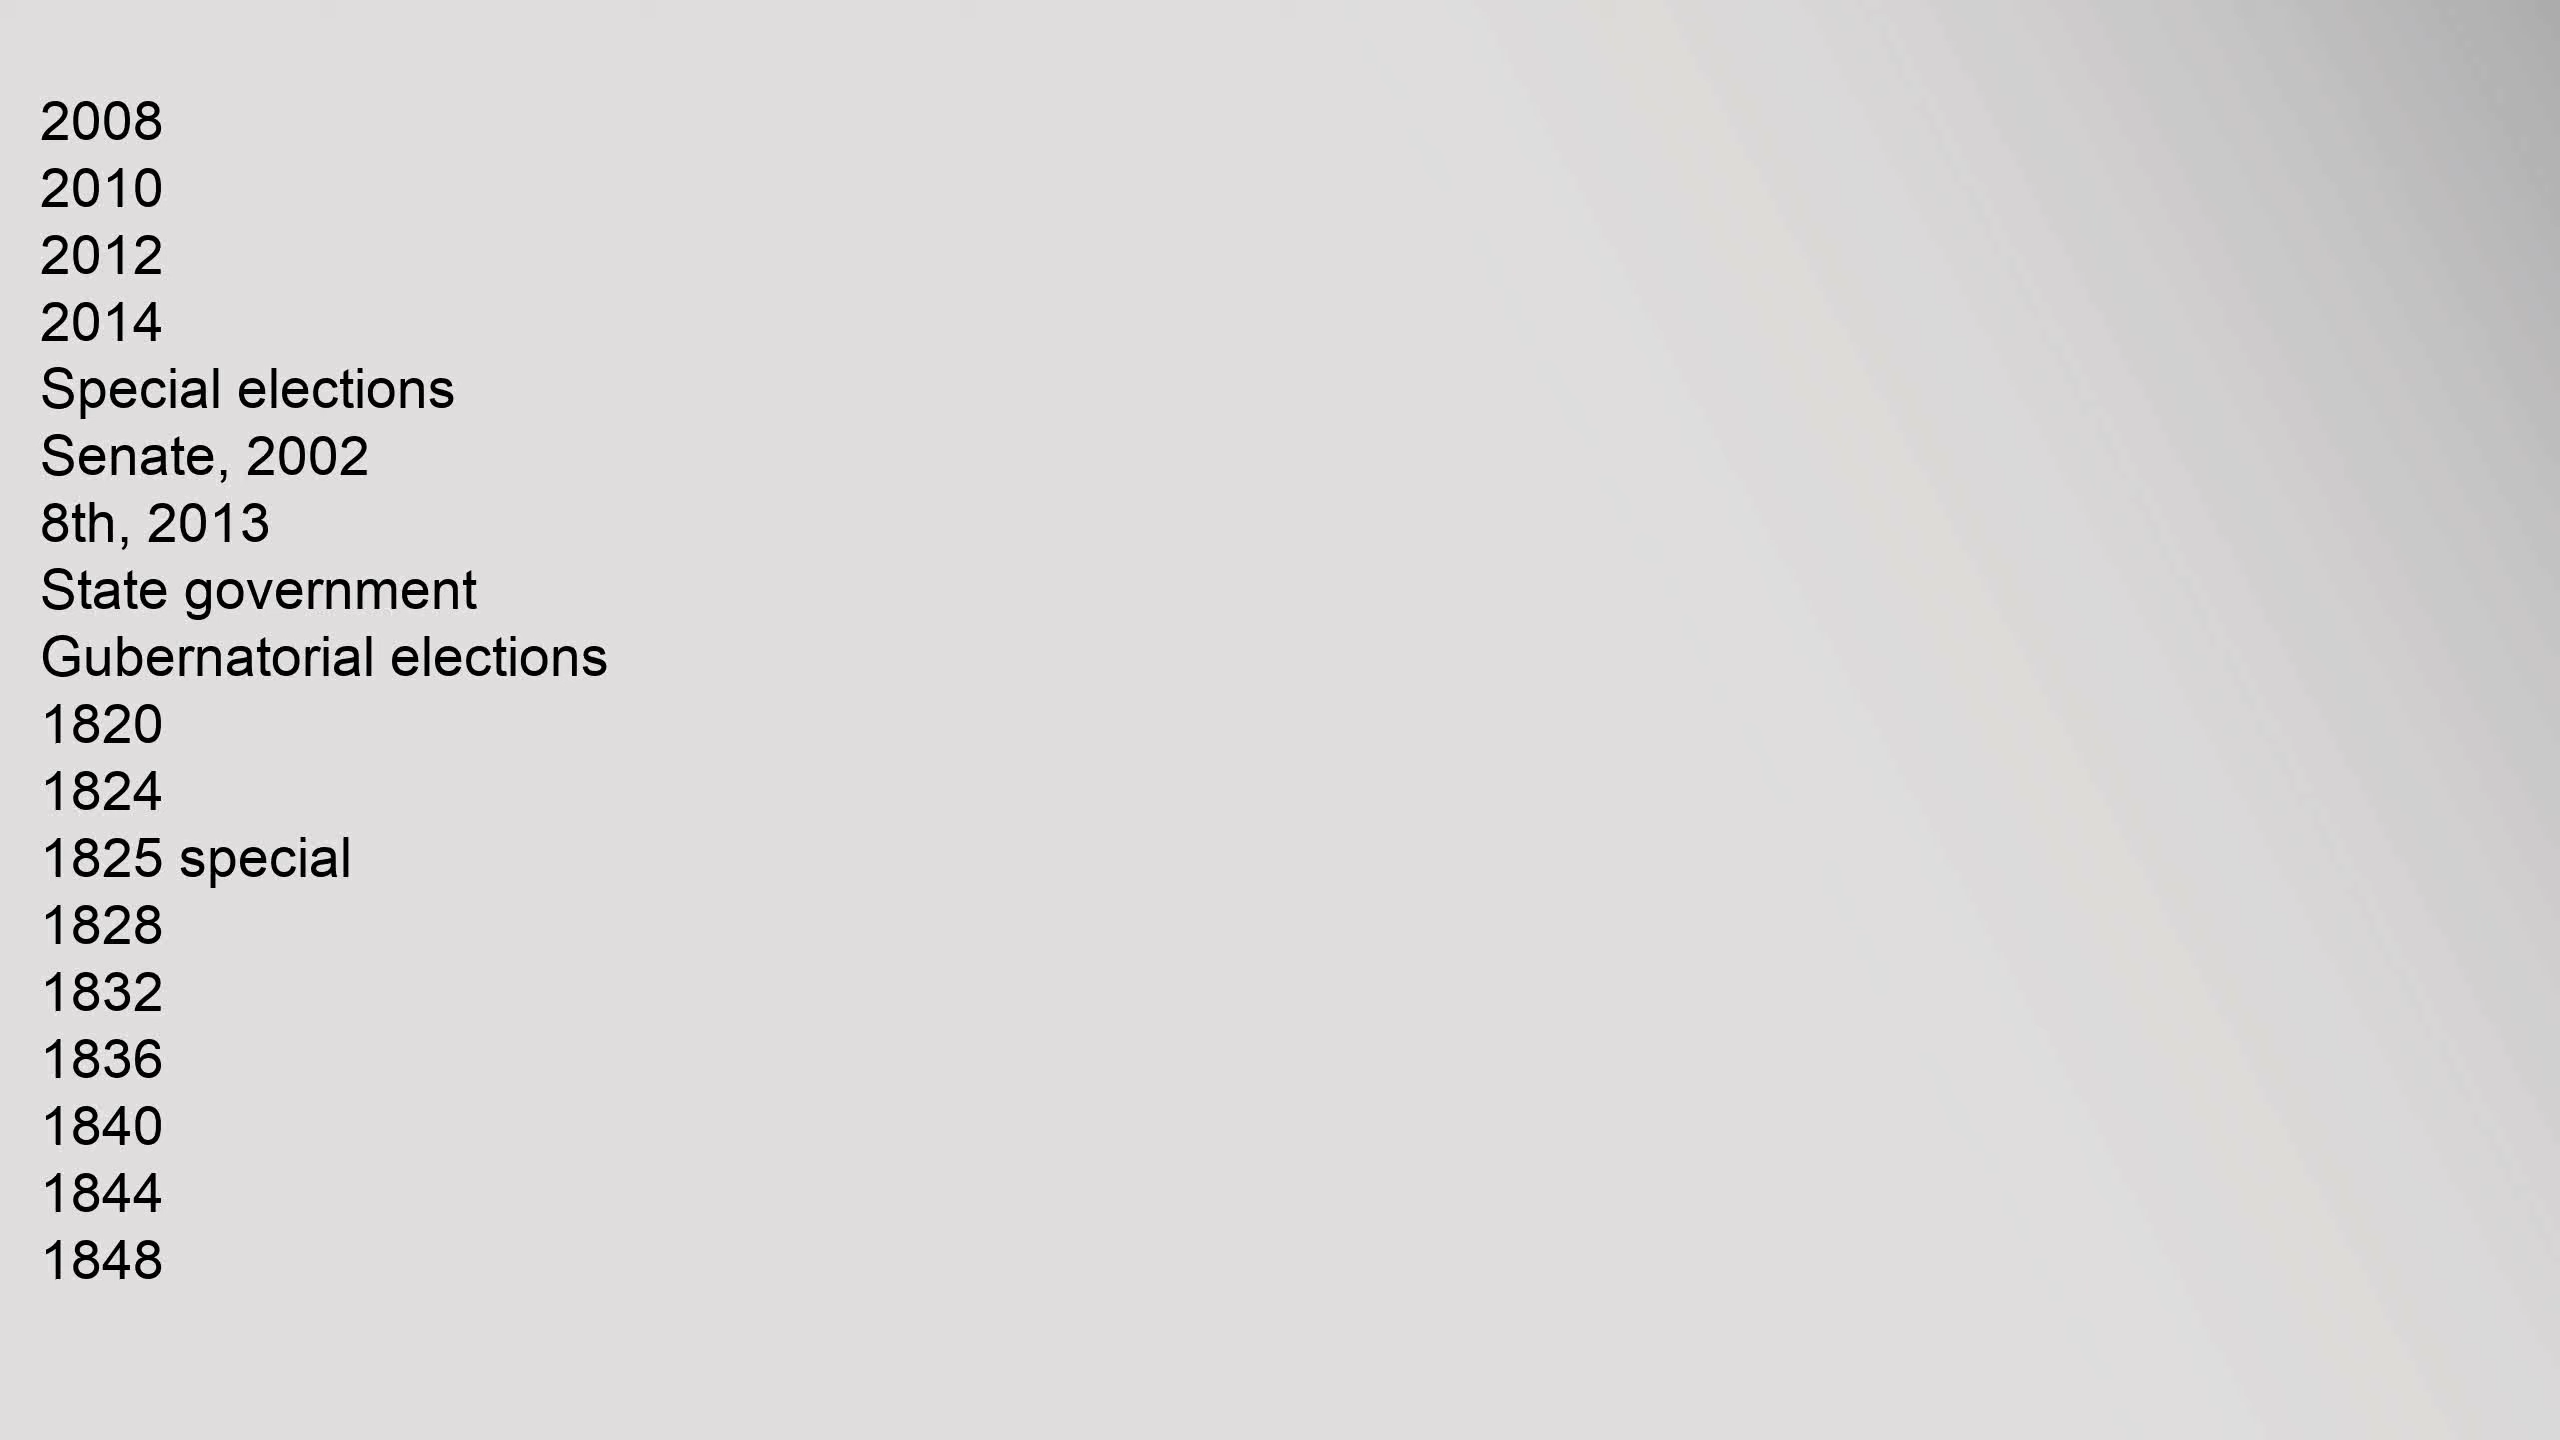 2008
2010
2012
2014
Special elections
Senate, 2002
8th, 2013
State government
Gubernatorial elections
1820
1824
1825 special
1828
1832
1836
1840
1844
1848